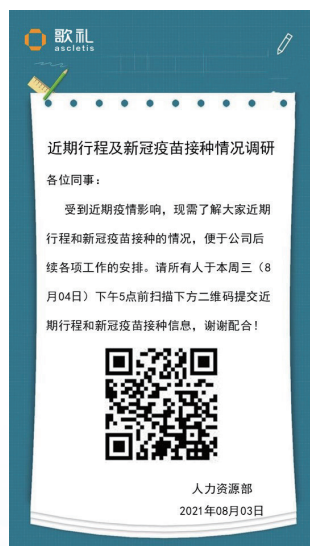 歌礼
ascletis
近期行程及新冠疫苗接种情况调研
各位同事：
受到近期疫情影响，现需了解大家近期
行程和新冠疫苗接种的情况，便于公司后
续各项工作的安排。请所有人于本周三（8
月04日）下午5点前扫描下方二维码提交近
期行程和新冠疫苗接种信息，谢谢配合！
人力资源部
2021年08月03日